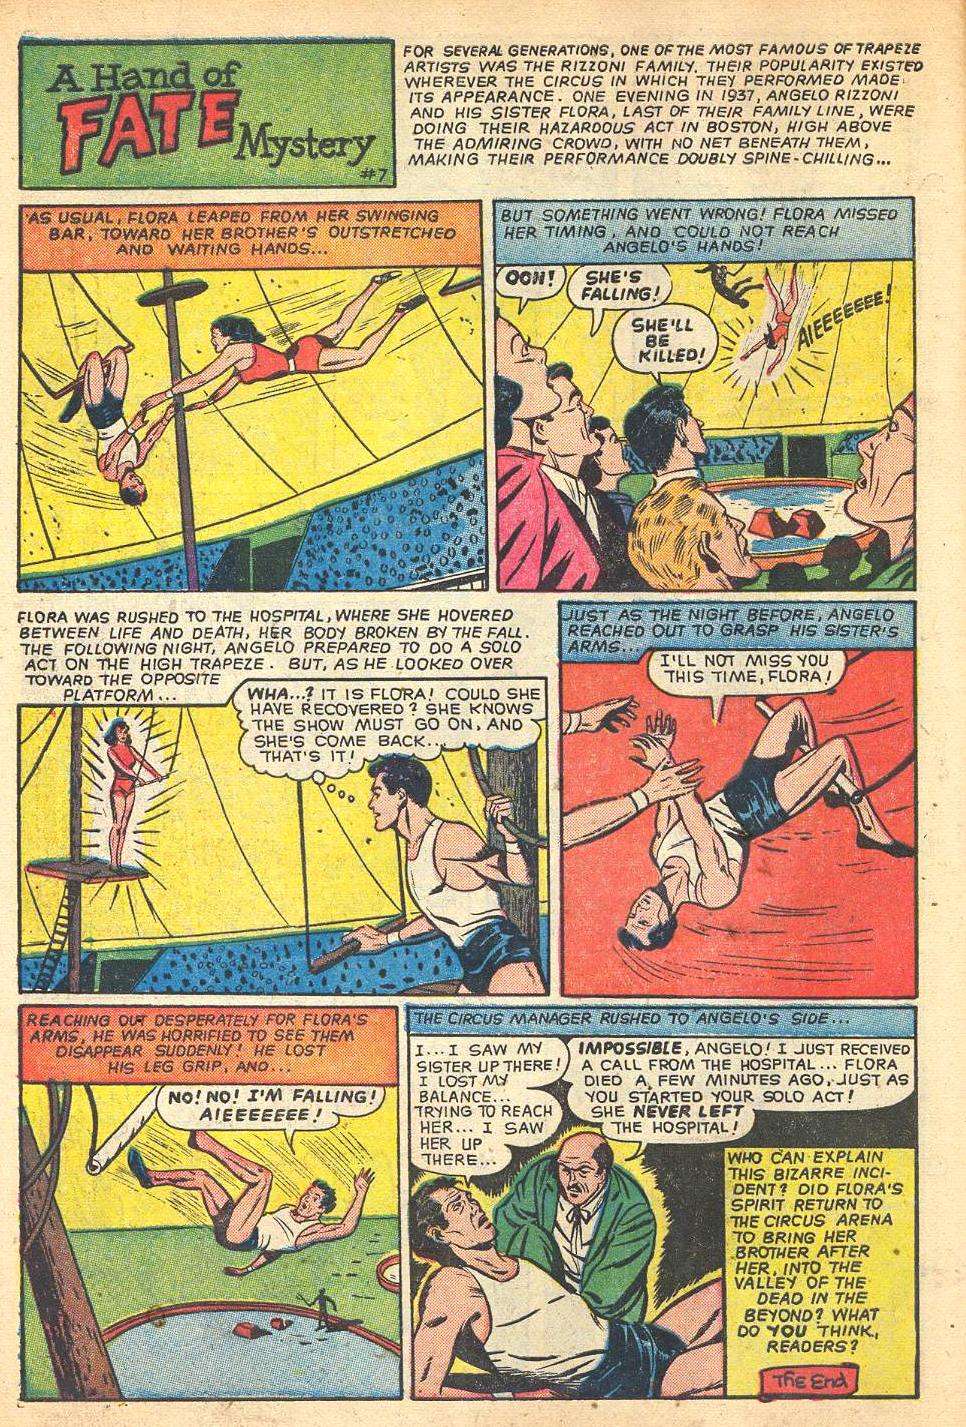 A Hand of
FATE
Mystery
#7
FOR SEVERAL GENERATIONS, ONE OF THE MOST FAMOUS OF TRAPEZE
ARTISTS WAS THE RIZZONI FAMILY. THEIR POPULARITY EXISTED
WHEREVER THE CIRCUS IN WHICH THEY PERFORMED MADE
ITS APPEARANCE. ONE EVENING IN 1937, ANGELO RIZZONI
AND HIS SISTER FLORA, LAST OF THEIR FAMILY LINE, WERE
DOING THEIR HAZARDOUS ACT IN BOSTON, HIGH ABOVE
THE ADMIRING CROWD, WITH NO NET BENEATH THEM,
MAKING THEIR PERFORMANCE DOUBLY SPINE-CHILLING...
AS USUAL, FLORA LEAPED FROM HER SWINGING
BAR, TOWARD HER BROTHER'S OUTSTRETCHED
AND WAITING HANDS...
BUT SOMETHING WENT WRONG! FLORA MISSED
HER TIMING, AND COULD NOT REACH
ANGELO'S HANDS!
OOH!
SHE'S
FALLING!
SHE'LL
BE
KILLED!
AIEEEEEEE!
FLORA WAS RUSHED TO THE HOSPITAL, WHERE SHE HOVERED
BETWEEN LIFE AND DEATH, HER BODY BROKEN BY THE FALL.
THE FOLLOWING NIGHT, ANGELO PREPARED TO DO A SOLO
ACT ON THE HIGH TRAPEZE. BUT, AS HE LOOKED OVER
TOWARD THE OPPOSITE
PLATFORM...
WHA...? IT IS FLORA! COULD SHE
HAVE RECOVERED? SHE KNOWS
THE SHOW MUST GO ON, AND
SHE'S COME BACK...
THAT'S IT!
JUST AS THE NIGHT BEFORE, ANGELO
REACHED OUT TO GRASP HIS SISTER'S
ARMS...
I'LL NOT MISS YOU
THIS TIME, FLORA!
REACHING OUT DESPERATELY FOR FLORA'S
ARMS, HE WAS HORRIFIED TO SEE THEM
DISAPPEAR SUDDENLY! HE LOST
HIS LEG GRIP, AND...
NO! NO! I'M FALLING!
AIEEEEEEE!
THE CIRCUS MANAGER RUSHED TO ANGELO'S SIDE...
I...I SAW MY
SISTER UP THERE!
I LOST MY
BALANCE...
TRYING TO REACH
HER... I SAW
HER UP
THERE...
IMPOSSIBLE, ANGELO! I JUST RECEIVED
A CALL FROM THE HOSPITAL... FLORA
DIED A FEW MINUTES AGO, JUST AS
YOU STARTED YOUR SOLO ACT!
SHE NEVER LEFT
THE HOSPITAL!
WHO CAN EXPLAIN
THIS BIZARRE INCI-
DENT? DID FLORA'S
SPIRIT RETURN TO
THE CIRCUS ARENA
TO BRING HER
BROTHER AFTER
HER, INTO THE
VALLEY OF THE
DEAD IN THE
BEYOND? WHAT
DO YOU THINK,
READERS?
The End